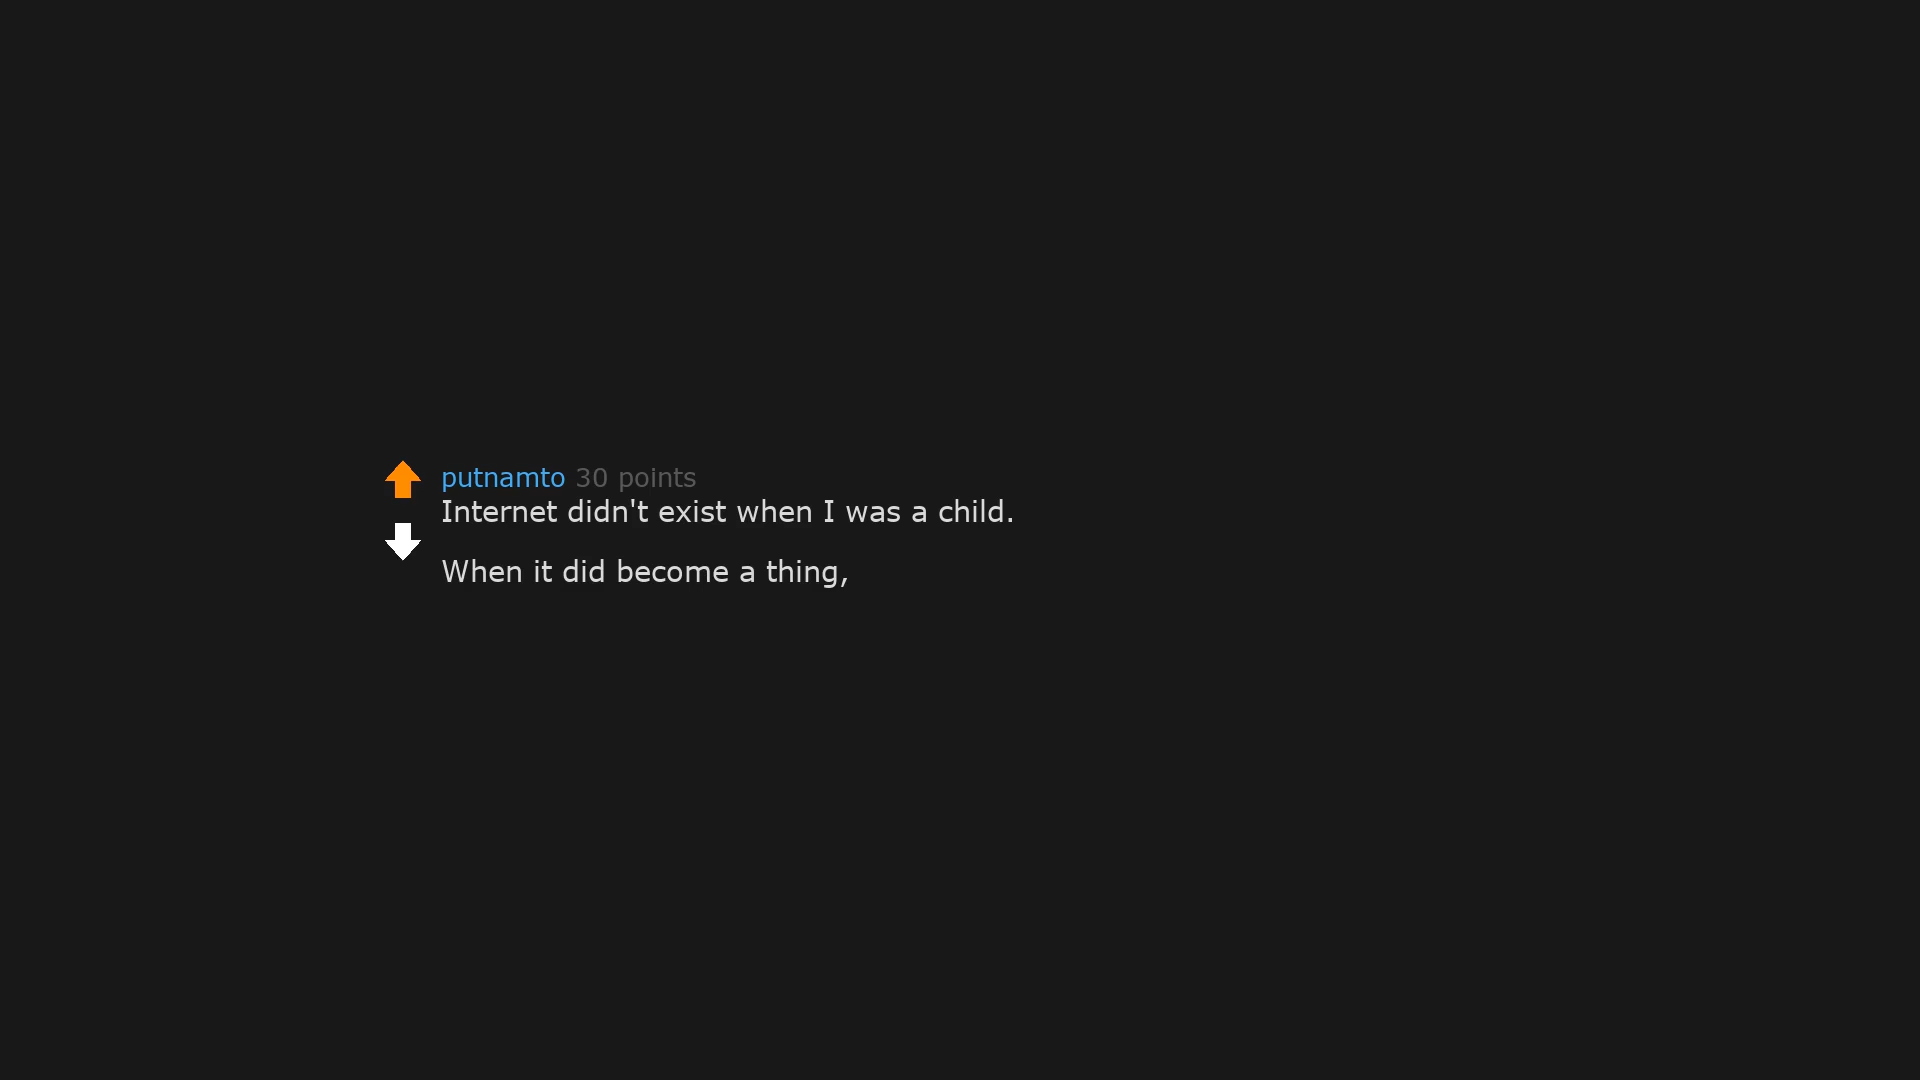 putnamto 30 points
Internet didn't exist when I was a child.
When it did become a thing,